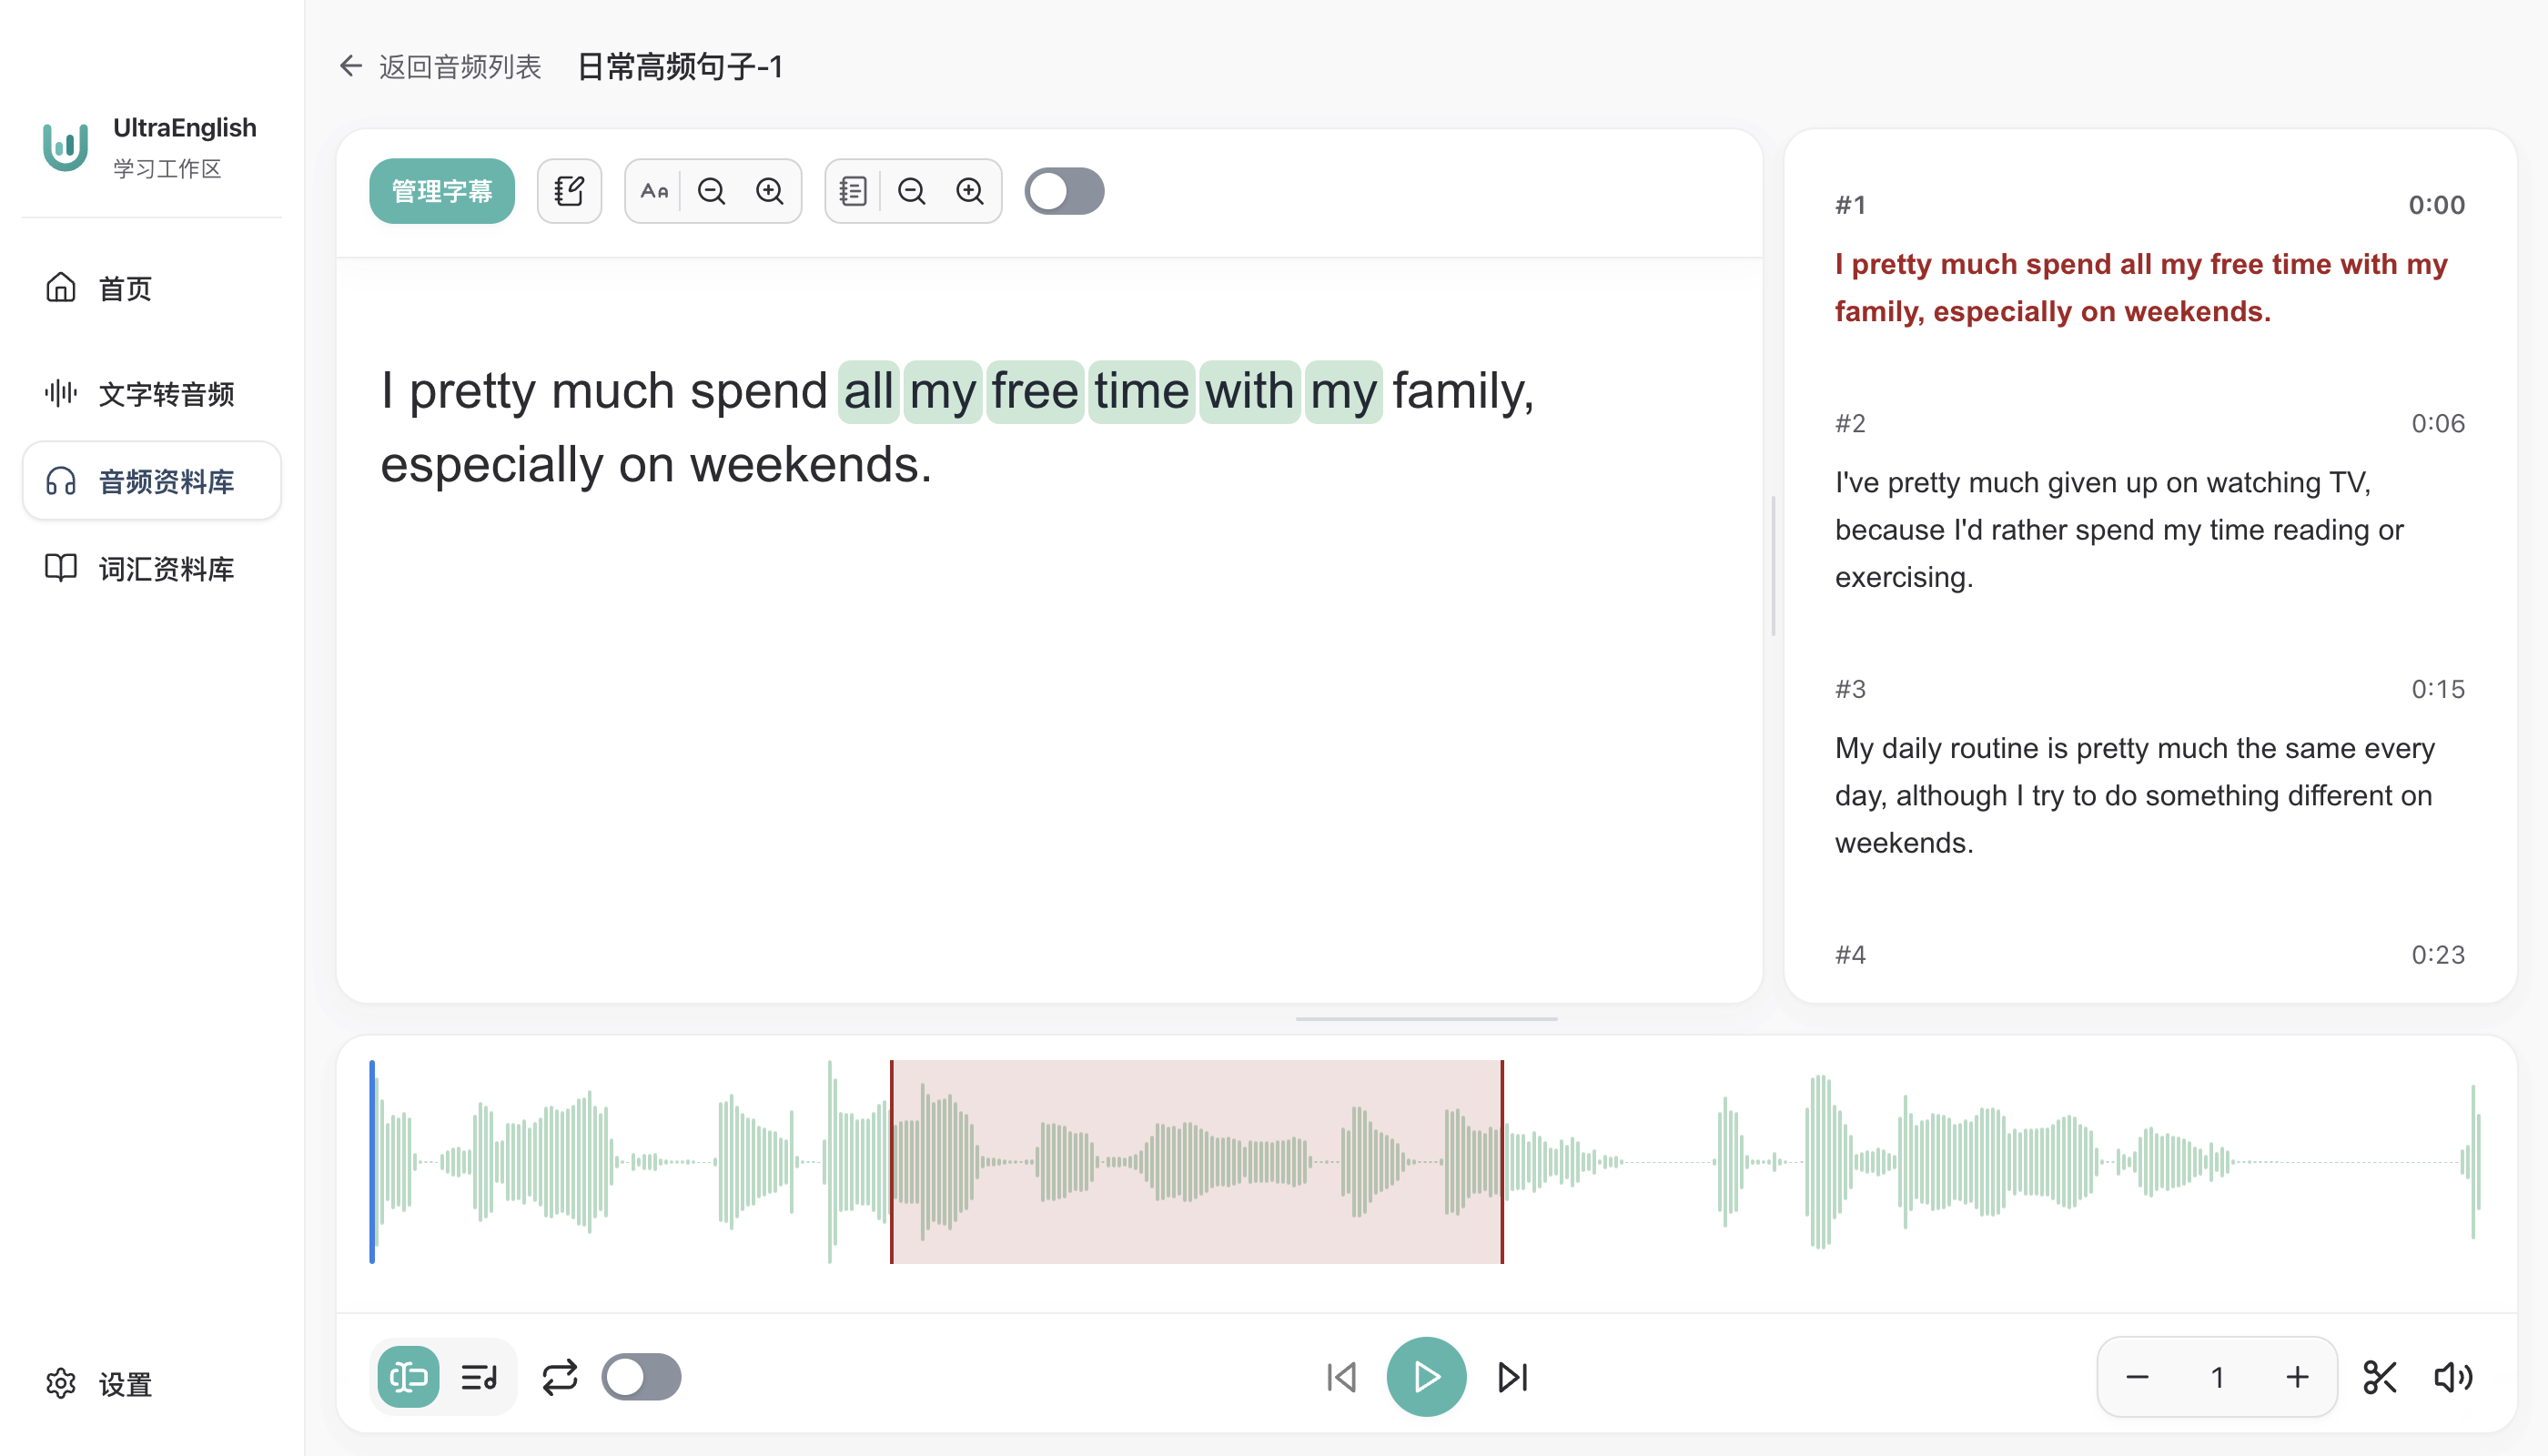 UltraEnglish
学习工作区
首页
文字转音频
音频资料库
词汇资料库
设置
返回音频列表 日常高频句子-1
管理字幕
AA
I pretty much spend all my free time with my family,
especially on weekends.
#1 0:00
I pretty much spend all my free time with my
family, especially on weekends.
#2 0:06
I've pretty much given up on watching TV,
because I'd rather spend my time reading or
exercising.
#3 0:15
My daily routine is pretty much the same every
day, although I try to do something different on
weekends.
#4 0:23
1